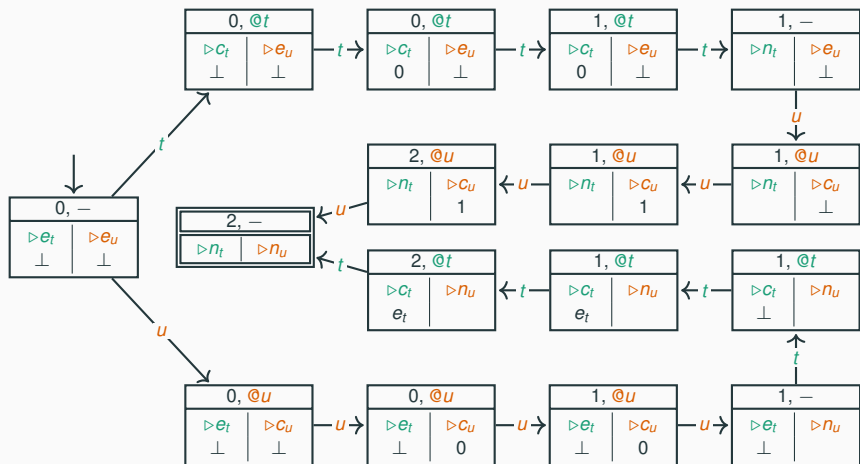 0, @t
▷c_t ▷e_u
⊥ ⊥
t
0, @t
▷c_t ▷e_u
0 ⊥
t
1, @t
▷c_t ▷e_u
0 ⊥
t
1, −
▷n_t ▷e_u
⊥
u
t
0, −
▷e_t ▷e_u
⊥ ⊥
2, −
▷n_t ▷n_u
u
2, @u
▷n_t ▷c_u
1
u
1, @u
▷n_t ▷c_u
1
u
1, @u
▷n_t ▷c_u
⊥
t
2, @t
▷c_t ▷n_u
e_t
t
1, @t
▷c_t ▷n_u
e_t
t
1, @t
▷c_t ▷n_u
⊥
u
t
0, @u
▷e_t ▷c_u
⊥ ⊥
u
0, @u
▷e_t ▷c_u
⊥ 0
u
1, @u
▷e_t ▷c_u
⊥ 0
u
1, −
▷e_t ▷n_u
⊥